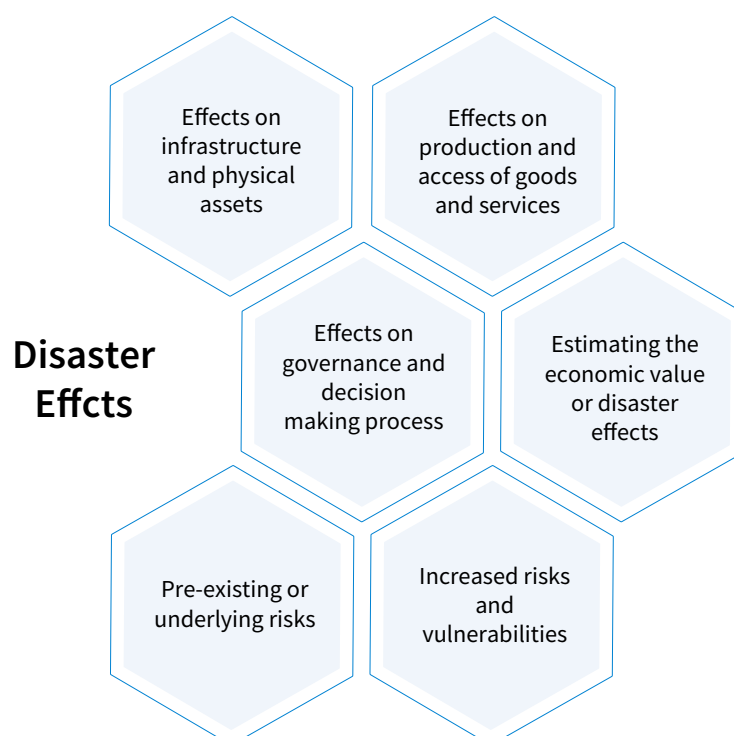 Effects on
infrastructure
and physical
assets
Effects on
production and
access of goods
and services
Disaster
Effcts
Effects on
governance and
decision
making process
Estimating the
economic value
or disaster
effects
Pre-existing or
underlying risks
Increased risks
and
vulnerabilities